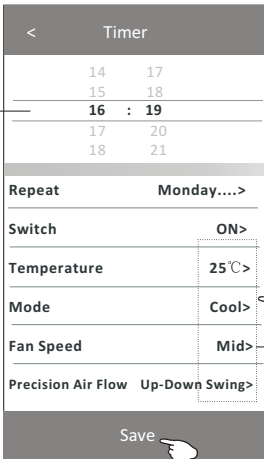 < Timer
14 17
15 18
16 : 19
17 20
18 21
Repeat Monday....>
Switch ON>
Temperature 25℃>
Mode Cool>
Fan Speed Mid>
Precision Air Flow Up-Down Swing>
Save